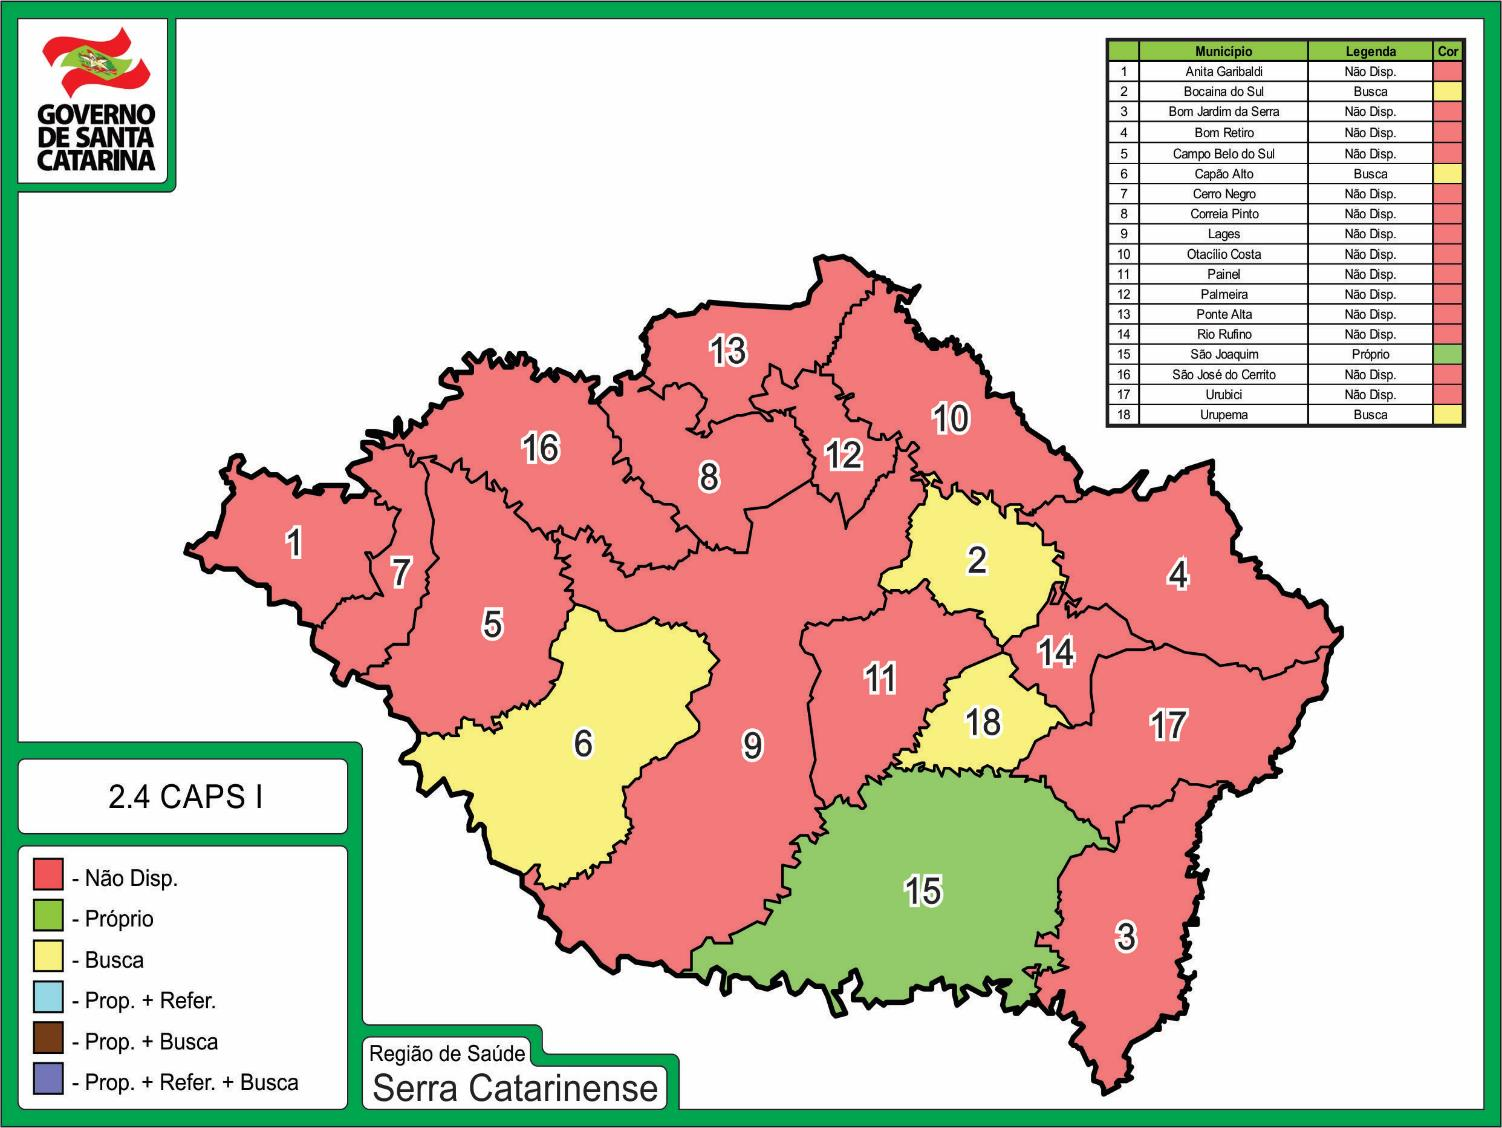 GOVERNO
DE SANTA
CATARINA
Município Legenda Cor
1 Anita Garibaldi Não Disp.
2 Bocaina do Sul Busca
3 Bom Jardim da Serra Não Disp.
4 Bom Retiro Não Disp.
5 Campo Belo do Sul Não Disp.
6 Capão Alto Busca
7 Cerro Negro Não Disp.
8 Correia Pinto Não Disp.
9 Lages Não Disp.
10 Otacílio Costa Não Disp.
11 Painel Não Disp.
12 Palmeira Não Disp.
13 Ponte Alta Não Disp.
14 Rio Rufino Não Disp.
15 São Joaquim Próprio
16 São José do Cerrito Não Disp.
17 Urubici Não Disp.
18 Urupema Busca
13
10
16
12
8
1
2
7
4
5
14
11
18
17
6
9
15
3
2.4 CAPS I
- Não Disp.
- Próprio
- Busca
- Prop. + Refer.
- Prop. + Busca
- Prop. + Refer. + Busca
Região de Saúde
Serra Catarinense